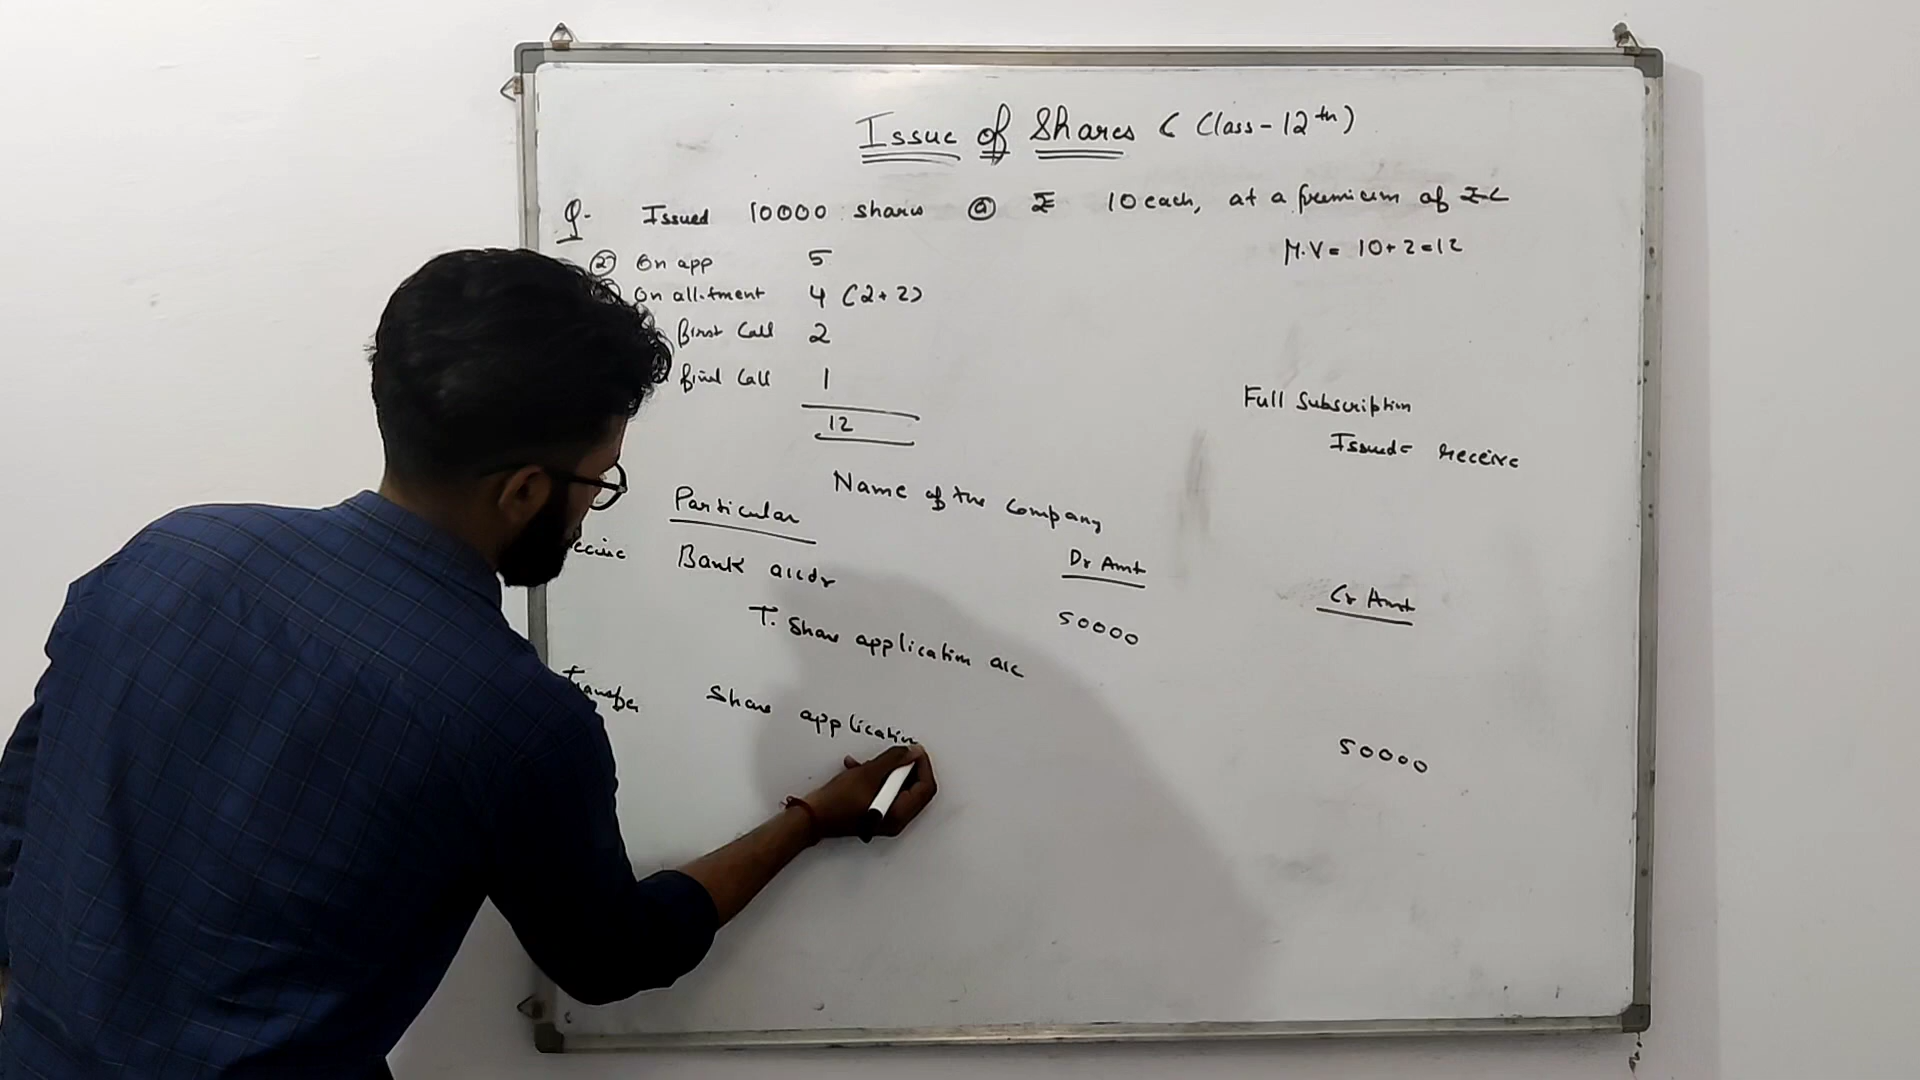 Issue of Shares ( Class - 12th )
Q. Issued 10000 shares @ ₹ 10 each, at a premium of ₹ 2
M.V = 10 + 2 = 12
On app 5
On allotment 4 (2+2)
first Call 2
final Call 1
12
Full Subscription
Issued = receive
Name of the Company
Particular
Dr Amt
Cr Amt
Bank a/c dr
50000
T. Share application a/c
50000
Transfer Share application